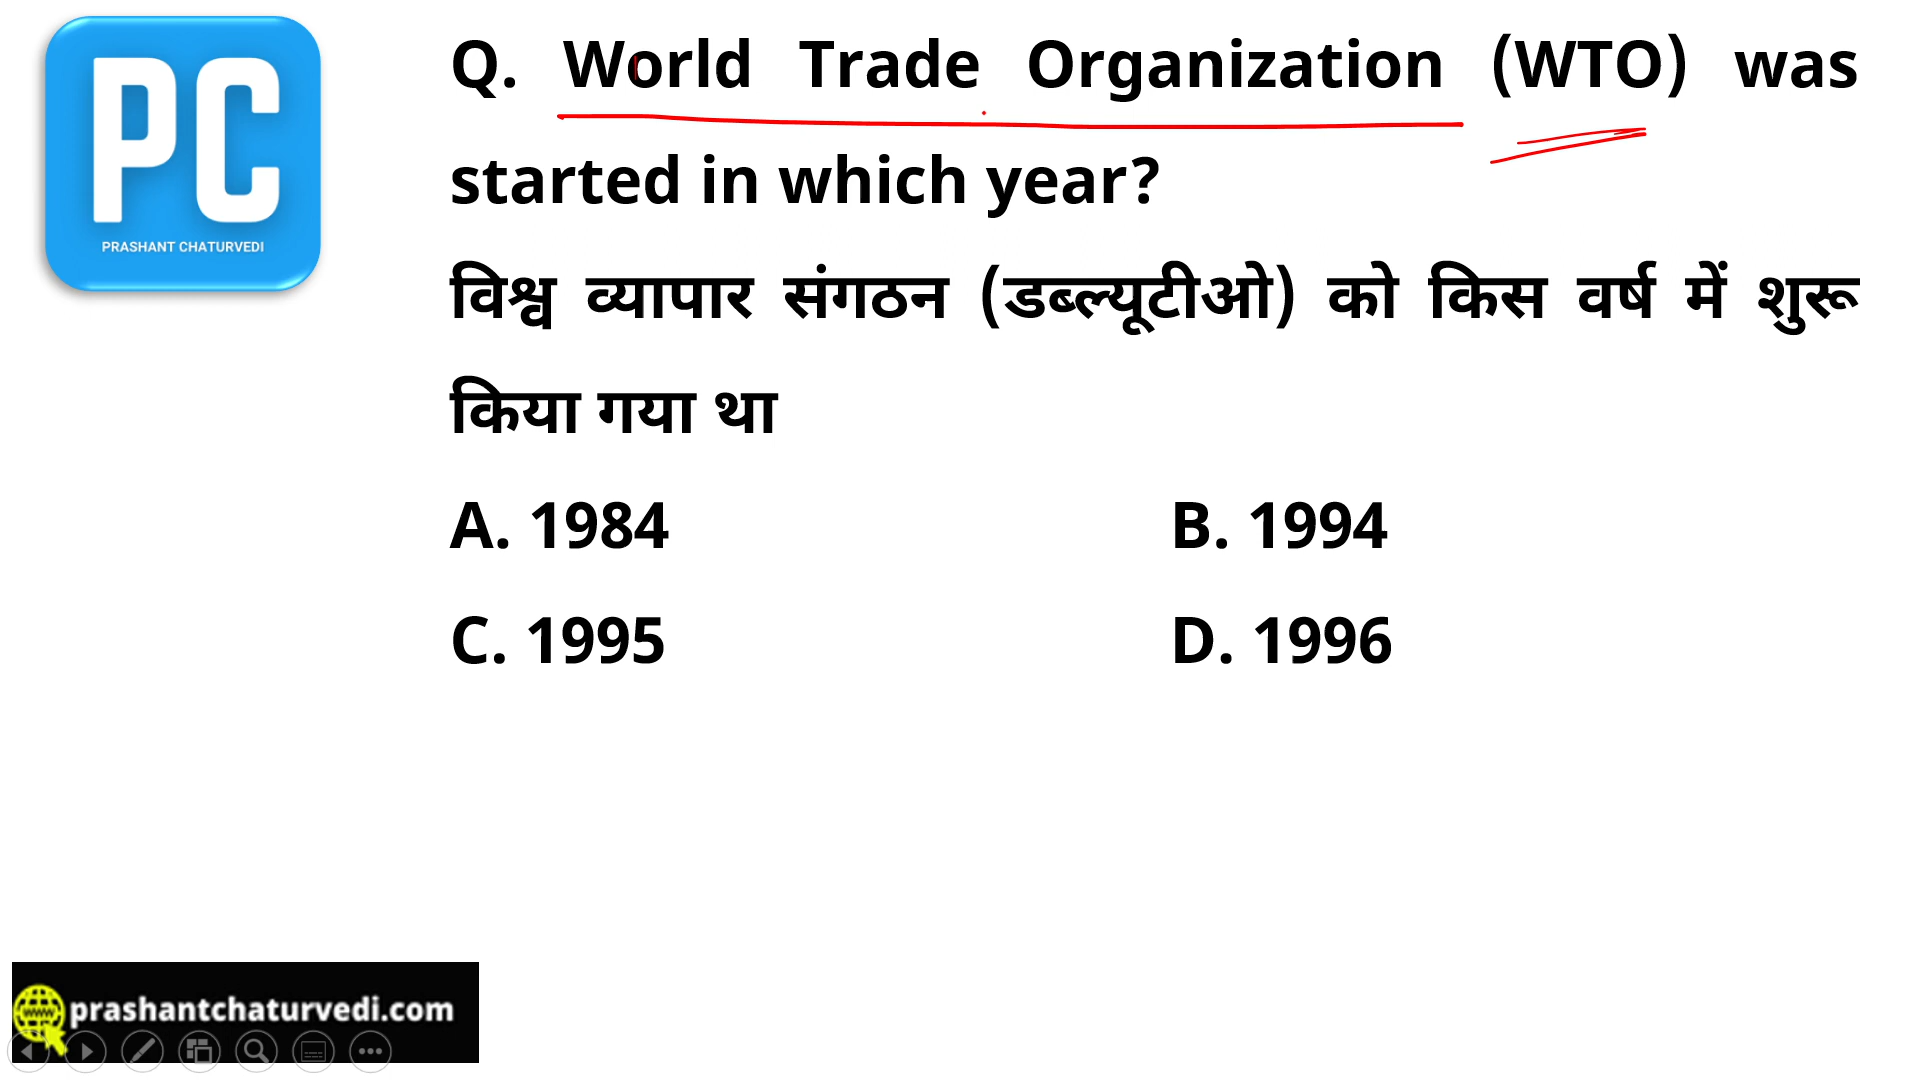 PC
PRASHANT CHATURVEDI
Q. World Trade Organization (WTO) was
started in which year?
विश्व व्यापार संगठन (डब्ल्यूटीओ) को किस वर्ष में शुरू
किया गया था
A. 1984 B. 1994
C. 1995 D. 1996
www prashantchaturvedi.com